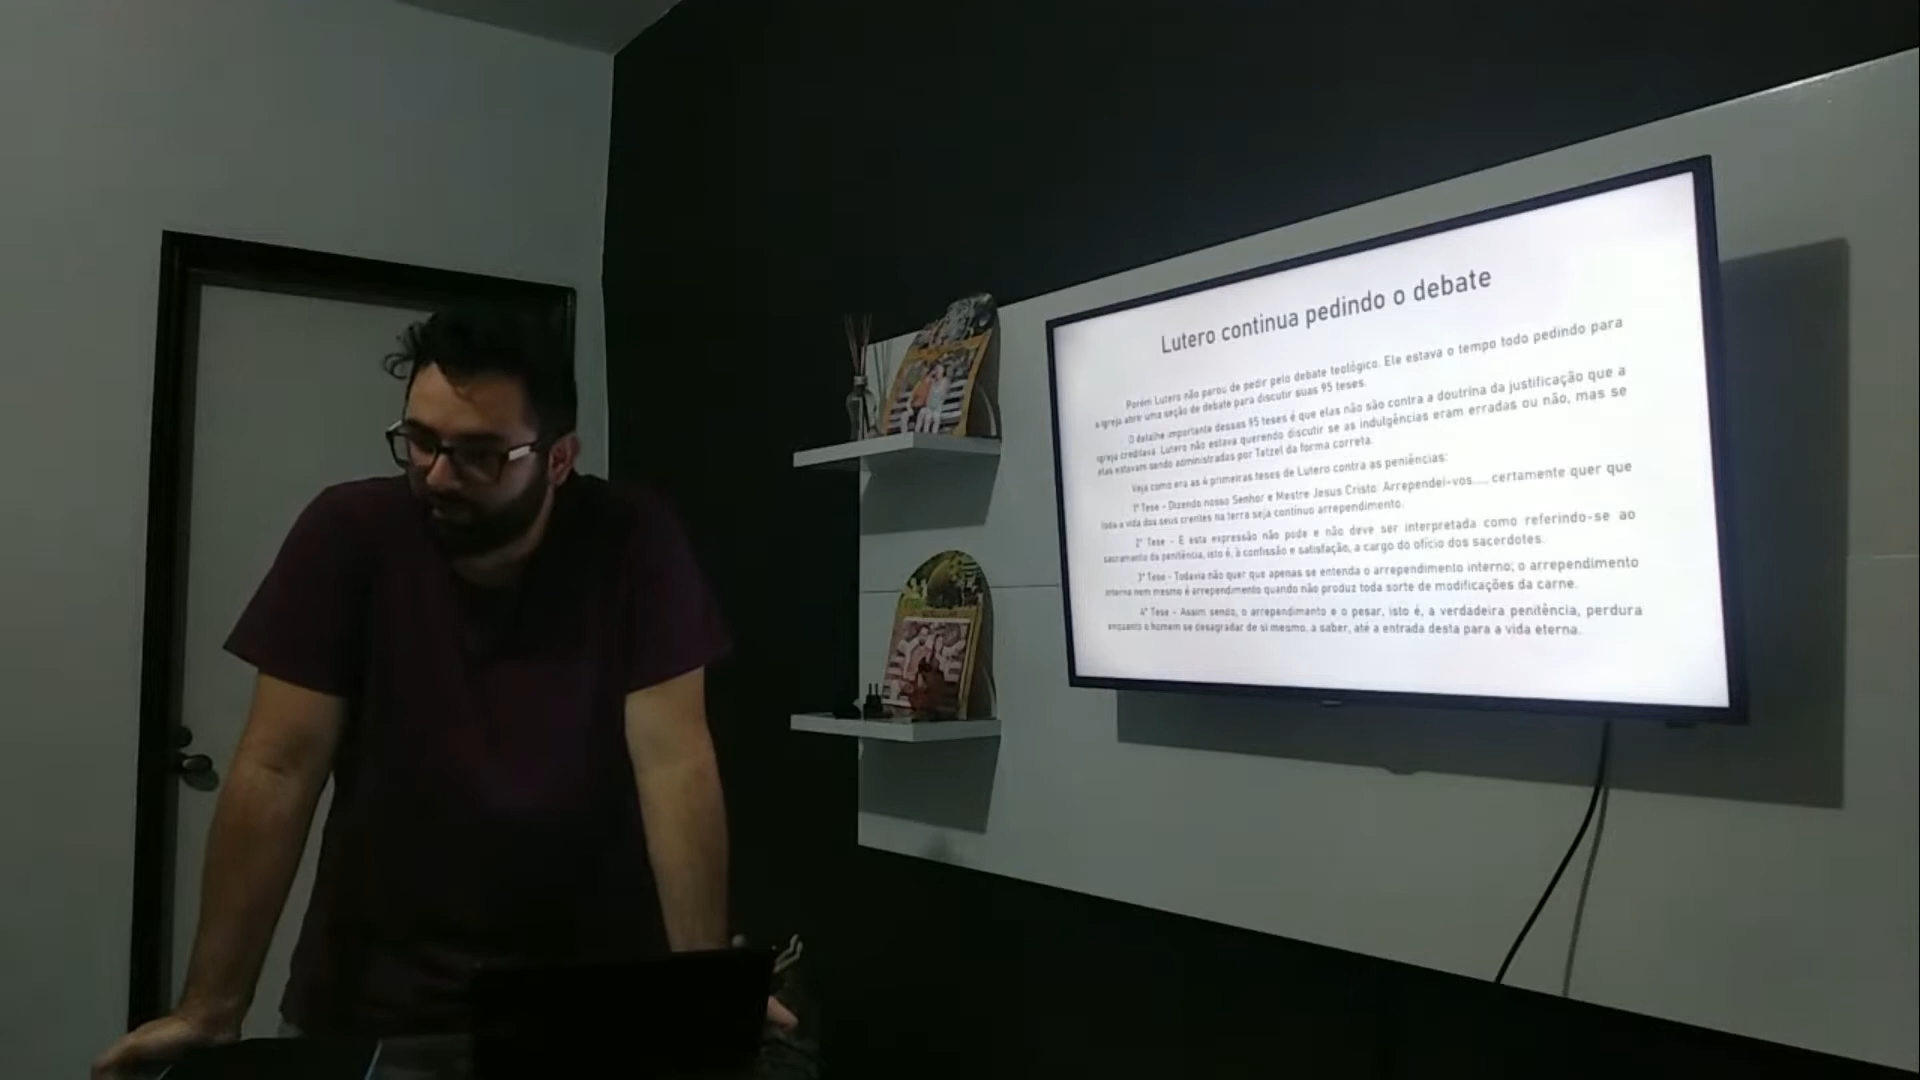 Lutero continua pedindo o debate
Porém Lutero não parou de pedir pelo debate teológico. Ele estava o tempo todo pedindo para
a igreja abrir uma seção de debate para discutir suas 95 teses.
O detalhe importante dessas 95 teses é que elas não são contra a doutrina da justificação que a
igreja creditava. Lutero não estava querendo discutir se as indulgências eram erradas ou não, mas se
elas estavam sendo administradas por Tetzel da forma correta.
Veja como era as 4 primeiras teses de Lutero contra as peniências:
1ª Tese - Dizendo nosso Senhor e Mestre Jesus Cristo: Arrependei-vos...., certamente quer que
toda a vida dos seus crentes na terra seja contínuo arrependimento.
2ª Tese - E esta expressão não pode e não deve ser interpretada como referindo-se ao
sacramento da penitência, isto é, à confissão e satisfação, a cargo do ofício dos sacerdotes.
3ª Tese - Todavia não quer que apenas se entenda o arrependimento interno; o arrependimento
interno nem mesmo é arrependimento quando não produz toda sorte de modificações da carne.
4ª Tese - Assim sendo, o arrependimento e o pesar, isto é, a verdadeira penitência, perdura
enquanto o homem se desagradar de si mesmo, a saber, até a entrada desta para a vida eterna.